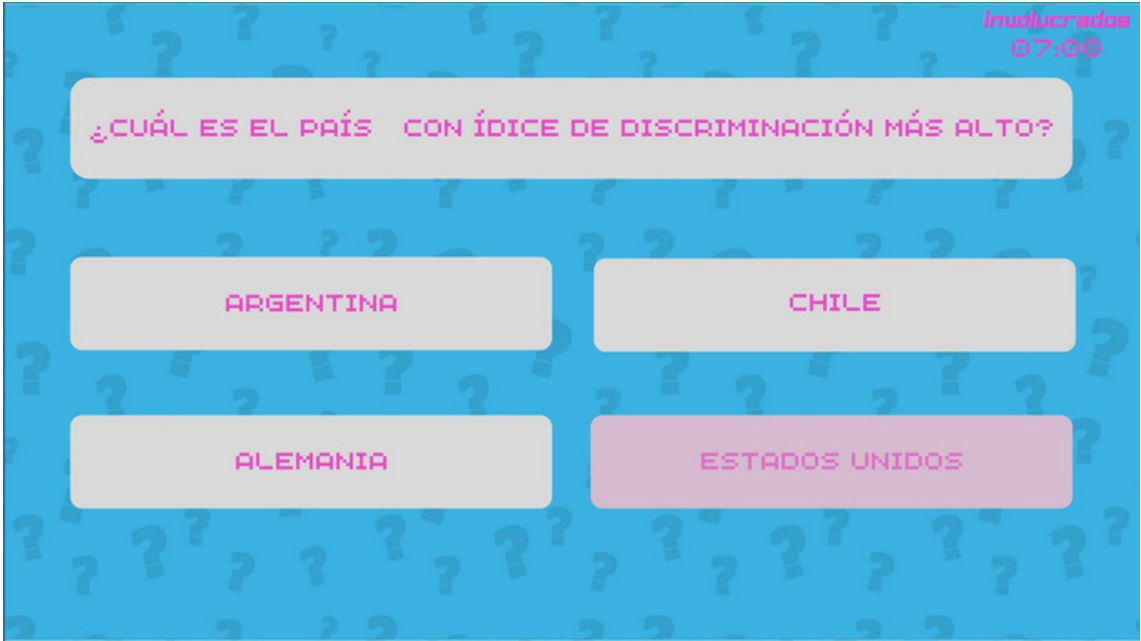 Involucrados
07:00
¿CUÁL ES EL PAÍS CON ÍDICE DE DISCRIMINACIÓN MÁS ALTO?
ARGENTINA
CHILE
ALEMANIA
ESTADOS UNIDOS